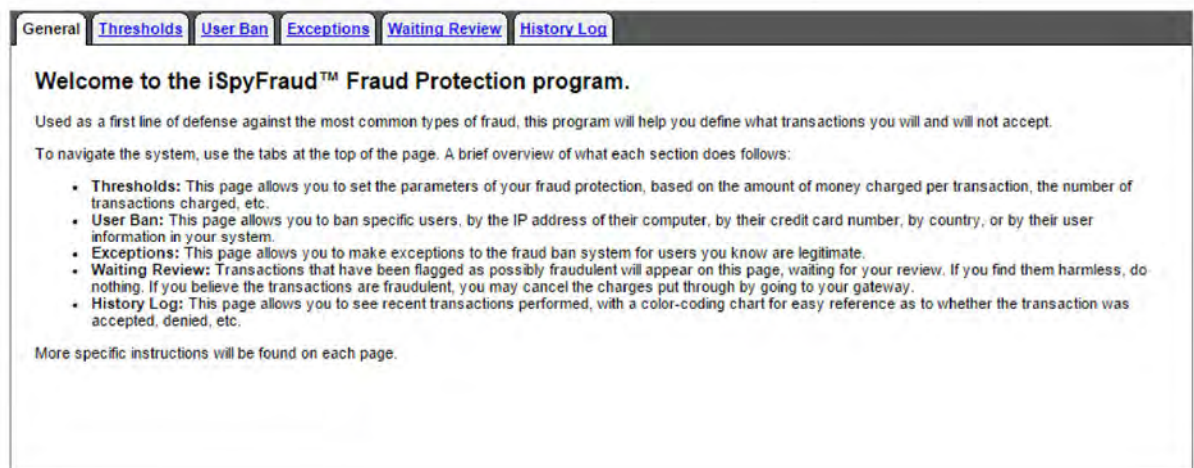 General Thresholds User Ban Exceptions Waiting Review History Log
Welcome to the iSpyFraud™ Fraud Protection program.
Used as a first line of defense against the most common types of fraud, this program will help you define what transactions you will and will not accept.
To navigate the system, use the tabs at the top of the page. A brief overview of what each section does follows:
• Thresholds: This page allows you to set the parameters of your fraud protection, based on the amount of money charged per transaction, the number of
transactions charged, etc.
• User Ban: This page allows you to ban specific users, by the IP address of their computer, by their credit card number, by country, or by their user
information in your system.
• Exceptions: This page allows you to make exceptions to the fraud ban system for users you know are legitimate.
• Waiting Review: Transactions that have been flagged as possibly fraudulent will appear on this page, waiting for your review. If you find them harmless, do
nothing. If you believe the transactions are fraudulent, you may cancel the charges put through by going to your gateway.
• History Log: This page allows you to see recent transactions performed, with a color-coding chart for easy reference as to whether the transaction was
accepted, denied, etc.
More specific instructions will be found on each page.